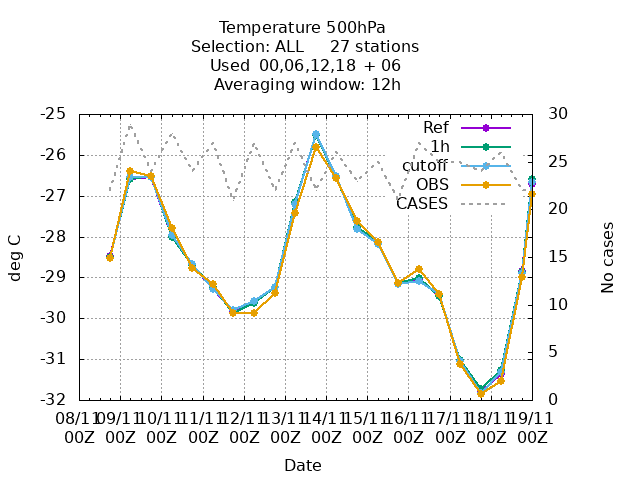 Temperature 500hPa
Selection: ALL 27 stations
Used 00,06,12,18 + 06
Averaging window: 12h
-25
-26
-27
-28
-29
-30
-31
-32
30
25
20
15
10
5
0
Ref
1h
cutoff
OBS
CASES
deg C
No cases
08/11 09/11 10/11 11/11 12/11 13/11 14/11 15/11 16/11 17/11 18/11 19/11
00Z 00Z 00Z 00Z 00Z 00Z 00Z 00Z 00Z 00Z 00Z 00Z
Date